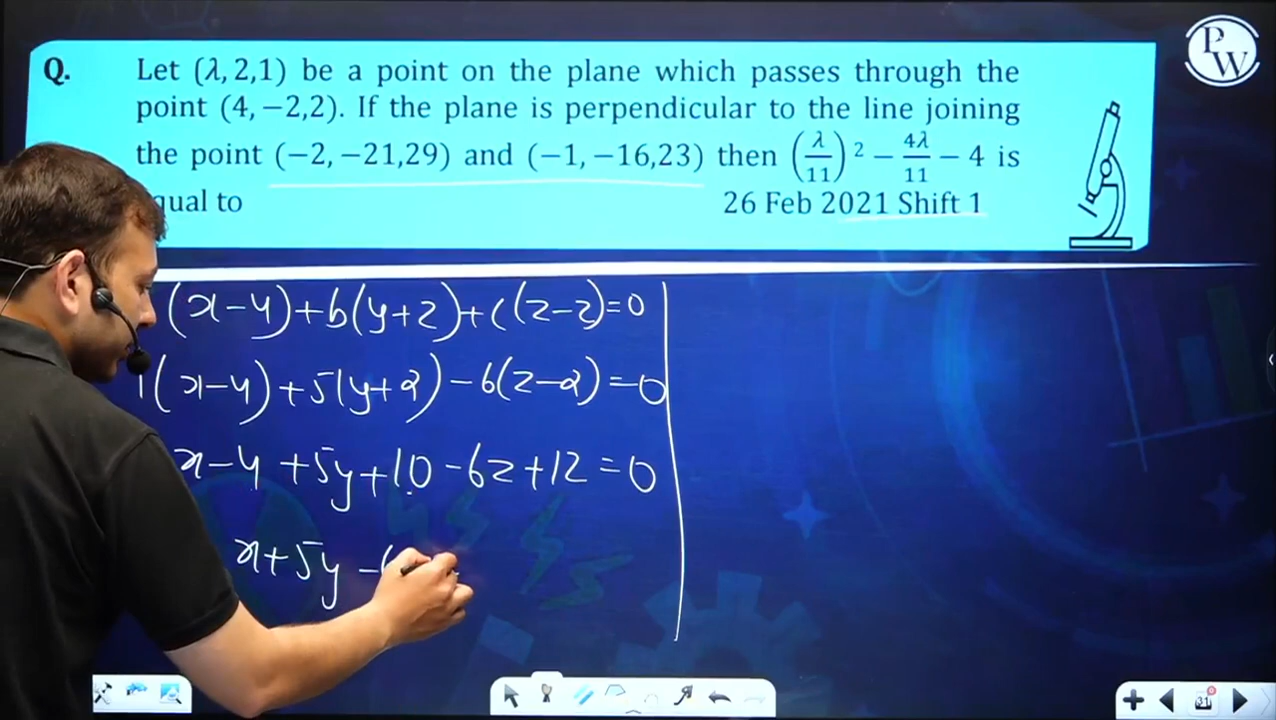 Q. Let (λ, 2,1) be a point on the plane which passes through the
point (4, −2,2). If the plane is perpendicular to the line joining
the point (−2, −21,29) and (−1, −16,23) then (λ/11)² − 4λ/11 − 4 is
qual to 26 Feb 2021 Shift 1
PW
(x-4)+b(y+2)+c(z-2)=0
1(x-4)+5(y+2)-6(z-2)=0
x-4+5y+10-6z+12=0
x+5y-6
31